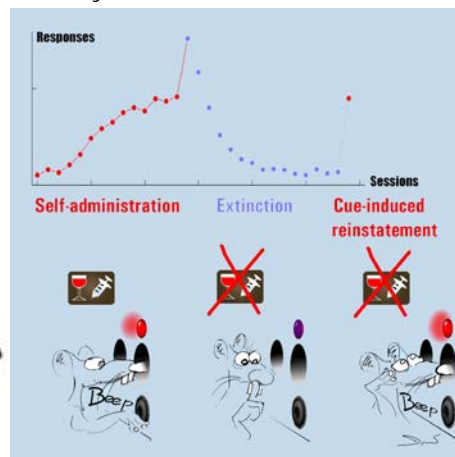 Responses
Sessions
Self-administration
Extinction
Cue-induced
reinstatement
Beep
Beep